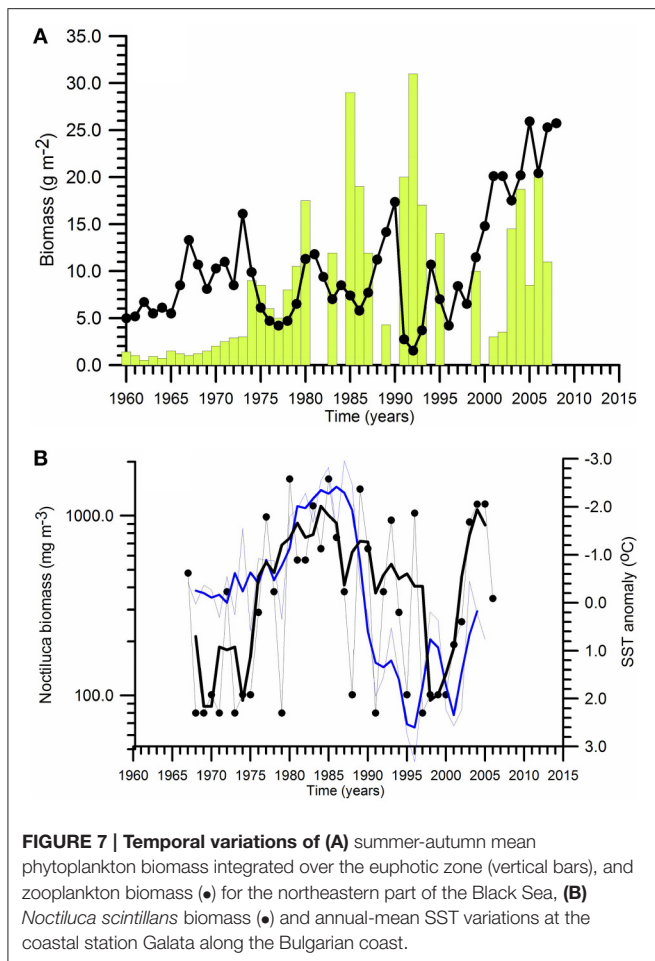 A
35.0
30.0
25.0
20.0
15.0
10.0
5.0
0.0
Biomass (g m-2)
1960 1965 1970 1975 1980 1985 1990 1995 2000 2005 2010 2015
Time (years)
B
1000.0
100.0
Noctiluca biomass (mg m-3)
-3.0
-2.0
-1.0
0.0
1.0
2.0
3.0
SST anomaly (ºC)
1960 1965 1970 1975 1980 1985 1990 1995 2000 2005 2010 2015
Time (years)
FIGURE 7 | Temporal variations of (A) summer-autumn mean
phytoplankton biomass integrated over the euphotic zone (vertical bars), and
zooplankton biomass (●) for the northeastern part of the Black Sea, (B)
Noctiluca scintillans biomass (●) and annual-mean SST variations at the
coastal station Galata along the Bulgarian coast.